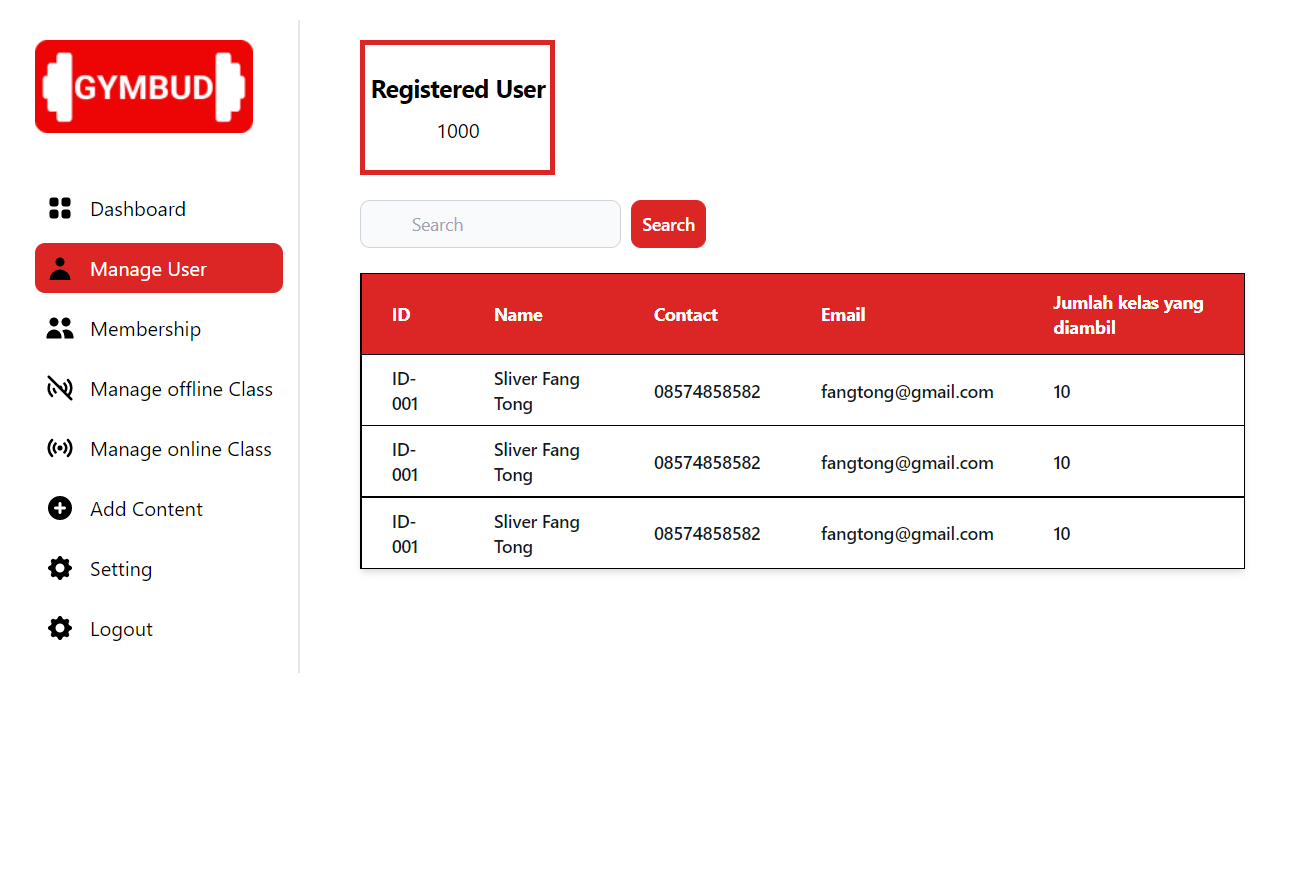 GYMBUD
Dashboard
Manage User
Membership
Manage offline Class
Manage online Class
Add Content
Setting
Logout
Registered User
1000
Search
Search
ID
Name
Contact
Email
Jumlah kelas yang
diambil
ID-
001
Sliver Fang
Tong
08574858582
fangtong@gmail.com
10
ID-
001
Sliver Fang
Tong
08574858582
fangtong@gmail.com
10
ID-
001
Sliver Fang
Tong
08574858582
fangtong@gmail.com
10